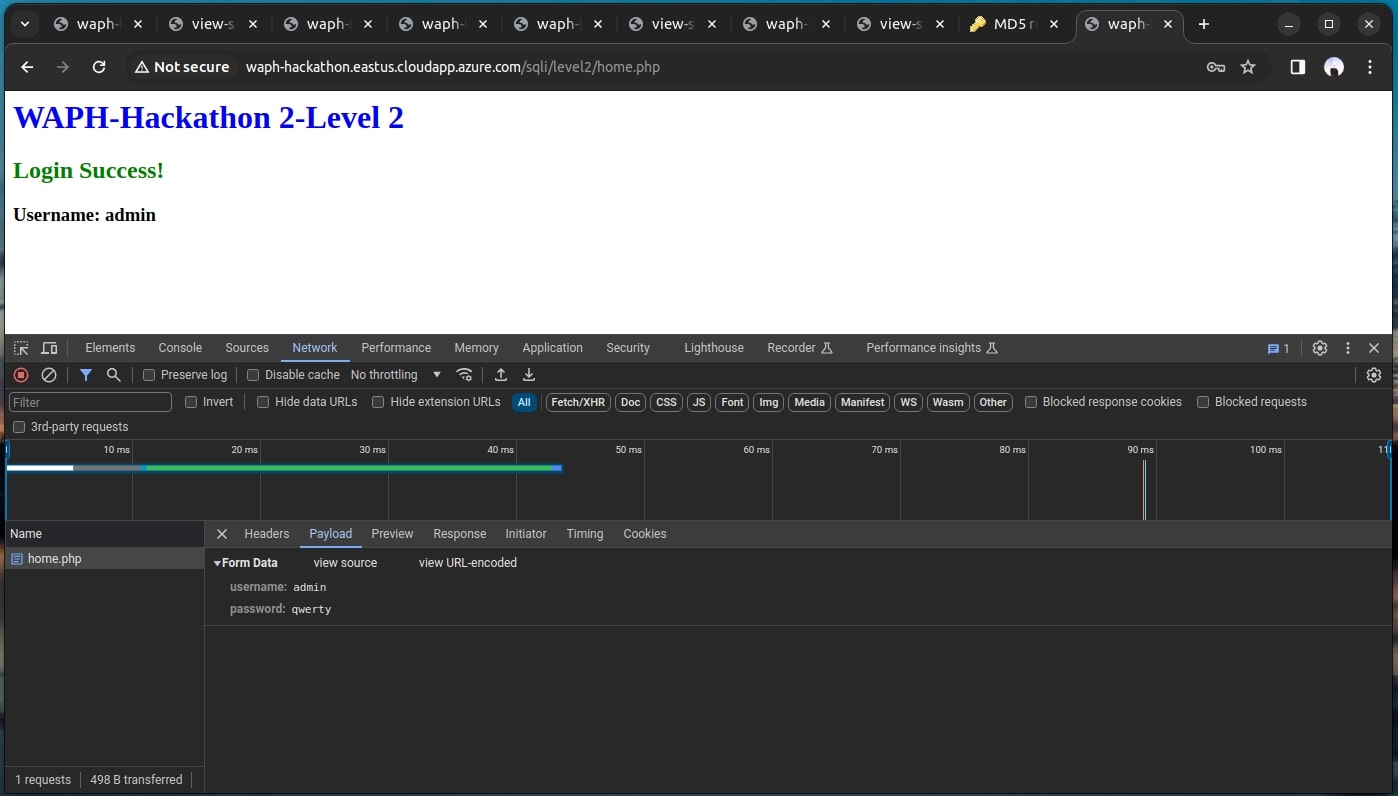 waph- view-s waph- waph- waph- view-s waph- view-s MD5 r waph-
Not secure waph-hackathon.eastus.cloudapp.azure.com/sqli/level2/home.php
WAPH-Hackathon 2-Level 2
Login Success!
Username: admin
Elements Console Sources Network Performance Memory Application Security Lighthouse Recorder Performance insights 1
Preserve log Disable cache No throttling
Filter Invert Hide data URLs Hide extension URLs All Fetch/XHR Doc CSS JS Font Img Media Manifest WS Wasm Other Blocked response cookies Blocked requests
3rd-party requests
10 ms 20 ms 30 ms 40 ms 50 ms 60 ms 70 ms 80 ms 90 ms 100 ms
Name Headers Payload Preview Response Initiator Timing Cookies
home.php Form Data view source view URL-encoded
username: admin
password: qwerty
1 requests 498 B transferred